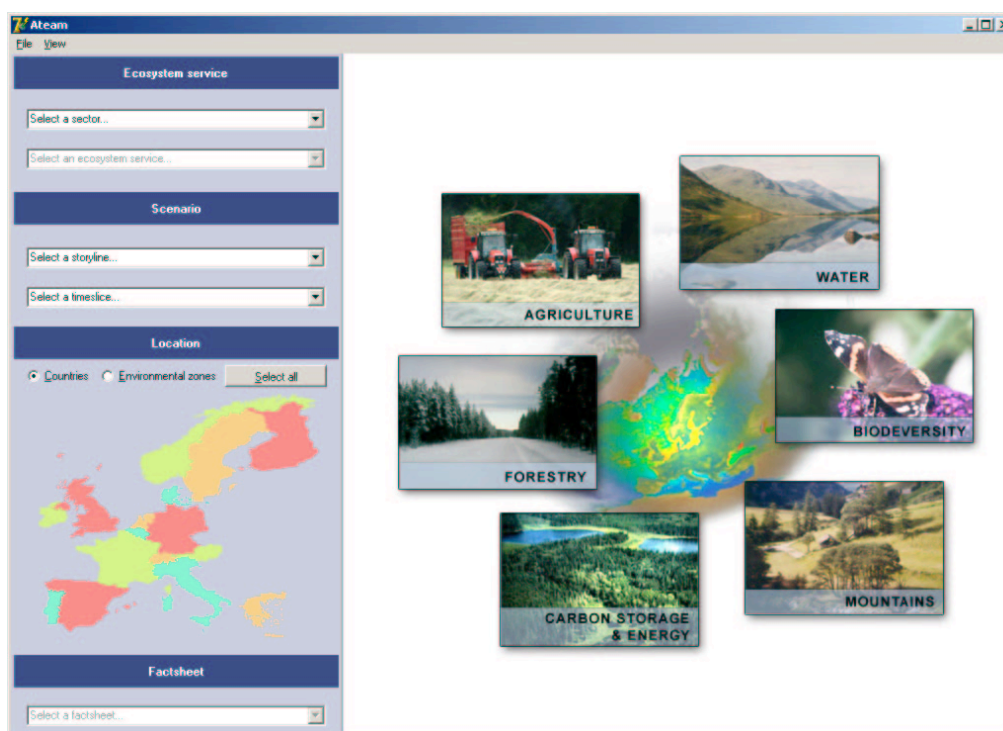 Ateam
File View
Ecosystem service
Select a sector...
Select an ecosystem service...
Scenario
Select a storyline...
Select a timeslice...
Location
Countries Environmental zones Select all
Factsheet
Select a factsheet...
WATER
AGRICULTURE
BIODEVERSITY
FORESTRY
MOUNTAINS
CARBON STORAGE
& ENERGY